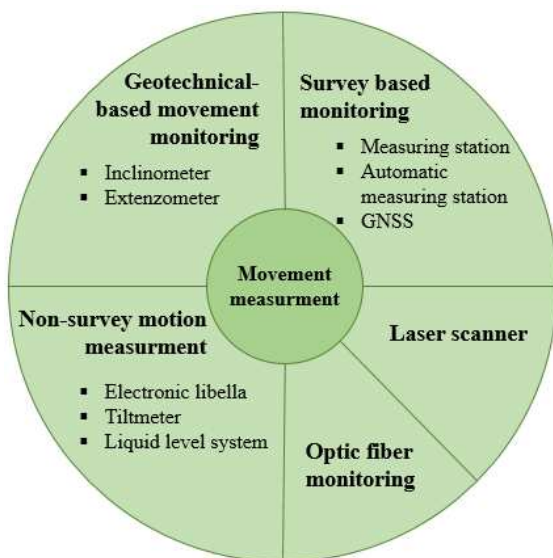 Geotechnical-
based movement
monitoring
▪ Inclinometer
▪ Extenzometer
Survey based
monitoring
▪ Measuring station
▪ Automatic
measuring station
▪ GNSS
Movement
measurment
Non-survey motion
measurment
▪ Electronic libella
▪ Tiltmeter
▪ Liquid level system
Laser scanner
Optic fiber
monitoring